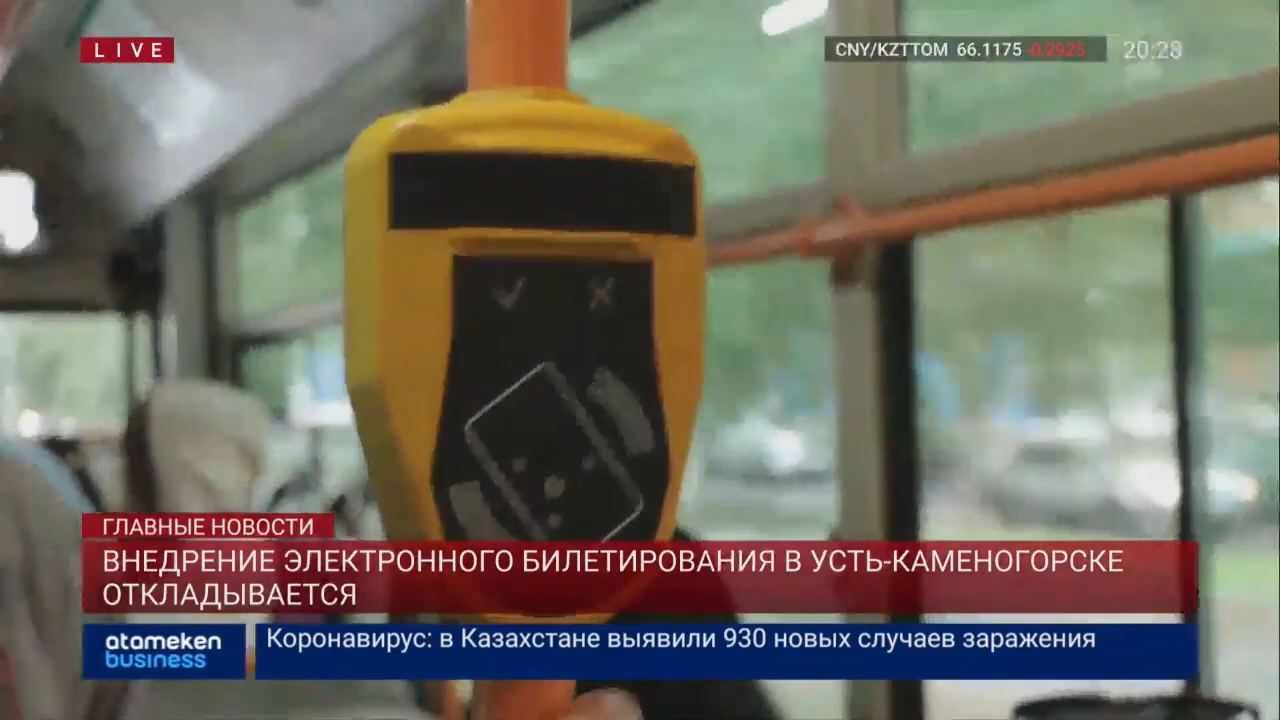 LIVE
CNY/KZTTOM 66.1175 -0.2925
20:28
ГЛАВНЫЕ НОВОСТИ
ВНЕДРЕНИЕ ЭЛЕКТРОННОГО БИЛЕТИРОВАНИЯ В УСТЬ-КАМЕНОГОРСКЕ
ОТКЛАДЫВАЕТСЯ
atameken
business
Коронавирус: в Казахстане выявили 930 новых случаев заражения